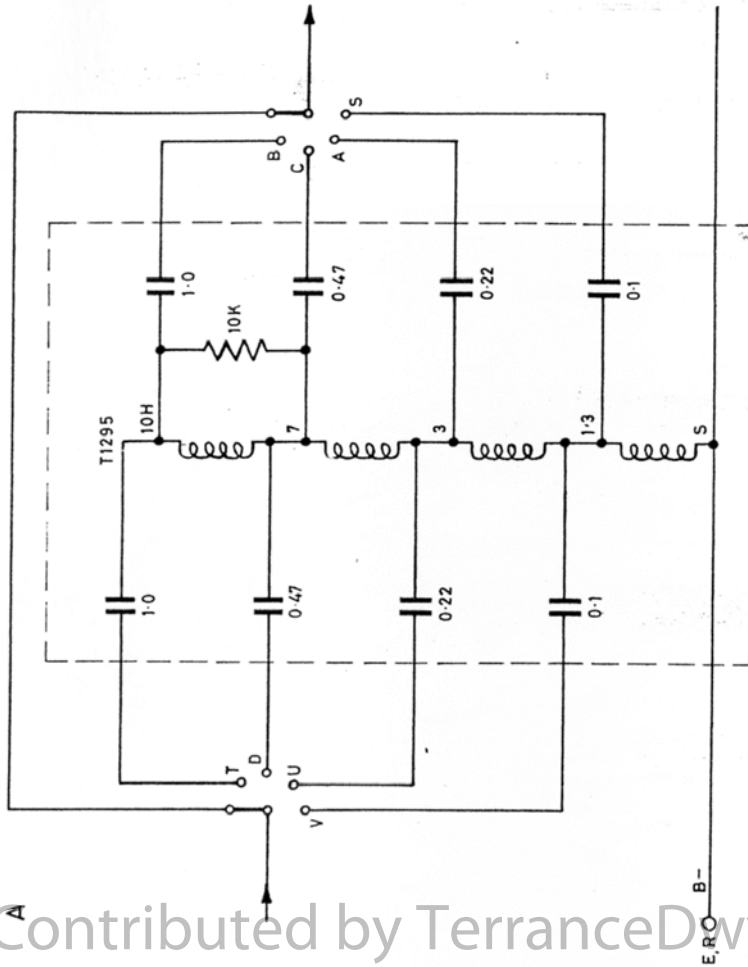 A
T1295
10H
7
3
1·3
S
1·0
0·47
0·22
0·1
10K
1·0
0·47
0·22
0·1
T
D
U
V
B
C
A
S
E,R
B-
Contributed by TerranceDw